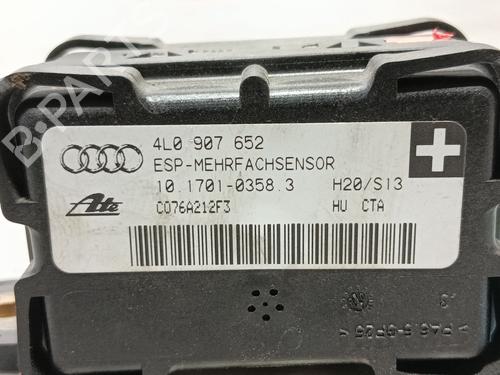 4L0 907 652
ESP-MEHRFACHSENSOR
10.1701-0358.3 H20/S13
Ate C076A212F3 HU CTA
B-PARTS